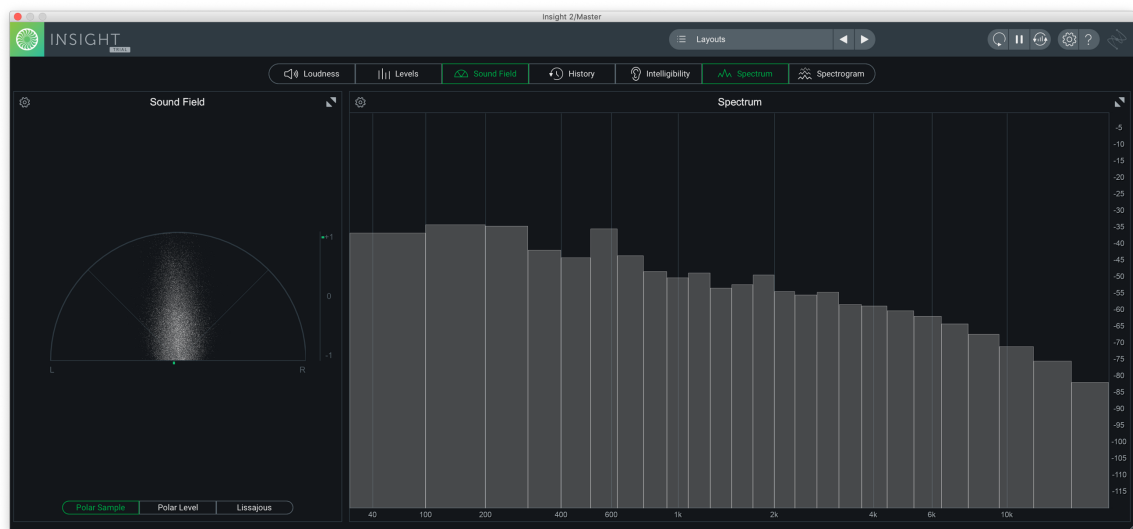 Insight 2/Master
INSIGHT
TRIAL
Layouts
Loudness Levels Sound Field History Intelligibility Spectrum Spectrogram
Sound Field
+1
0
-1
L R
Polar Sample Polar Level Lissajous
Spectrum
-5
-10
-15
-20
-25
-30
-35
-40
-45
-50
-55
-60
-65
-70
-75
-80
-85
-90
-95
-100
-105
-110
-115
40 100 200 400 600 1k 2k 4k 6k 10k